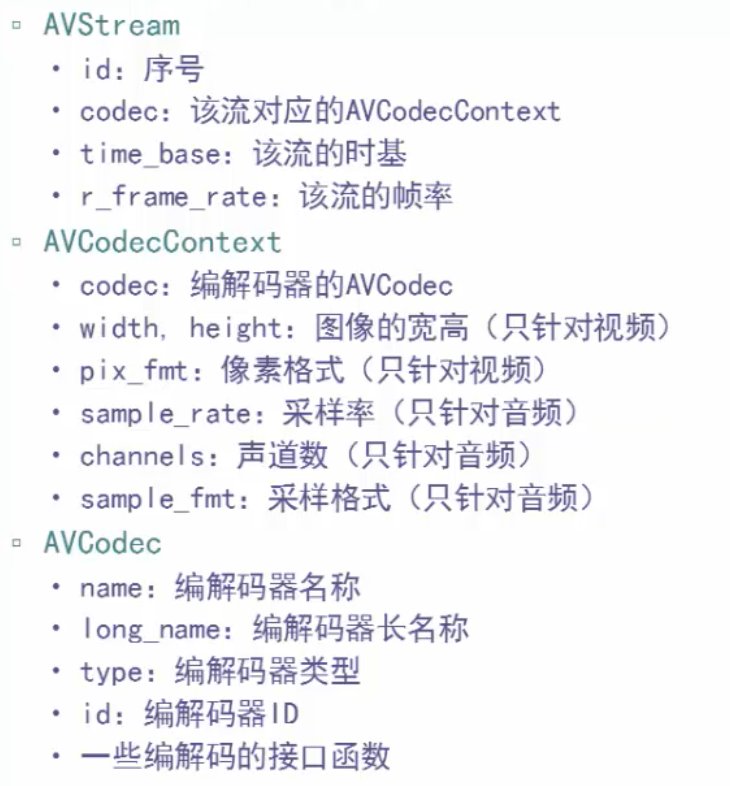 ▫ AVStream
• id: 序号
• codec: 该流对应的AVCodecContext
• time_base: 该流的时基
• r_frame_rate: 该流的帧率
▫ AVCodecContext
• codec: 编解码器的AVCodec
• width, height: 图像的宽高（只针对视频）
• pix_fmt: 像素格式（只针对视频）
• sample_rate: 采样率（只针对音频）
• channels: 声道数（只针对音频）
• sample_fmt: 采样格式（只针对音频）
▫ AVCodec
• name: 编解码器名称
• long_name: 编解码器长名称
• type: 编解码器类型
• id: 编解码器ID
• 一些编解码的接口函数